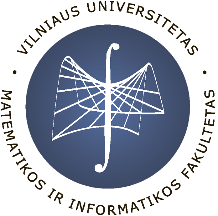 VILNIAUS UNIVERSITETAS
MATEMATIKOS IR INFORMATIKOS FAKULTETAS